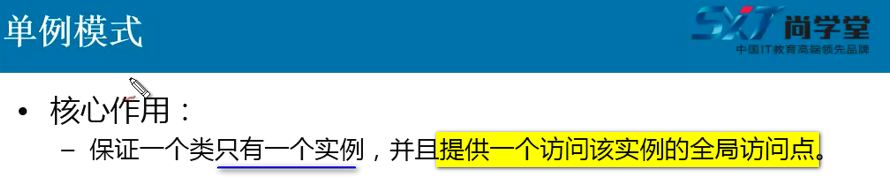 单例模式
SXT 尚学堂
中国IT教育高端领先品牌
• 核心作用：
– 保证一个类只有一个实例，并且提供一个访问该实例的全局访问点。